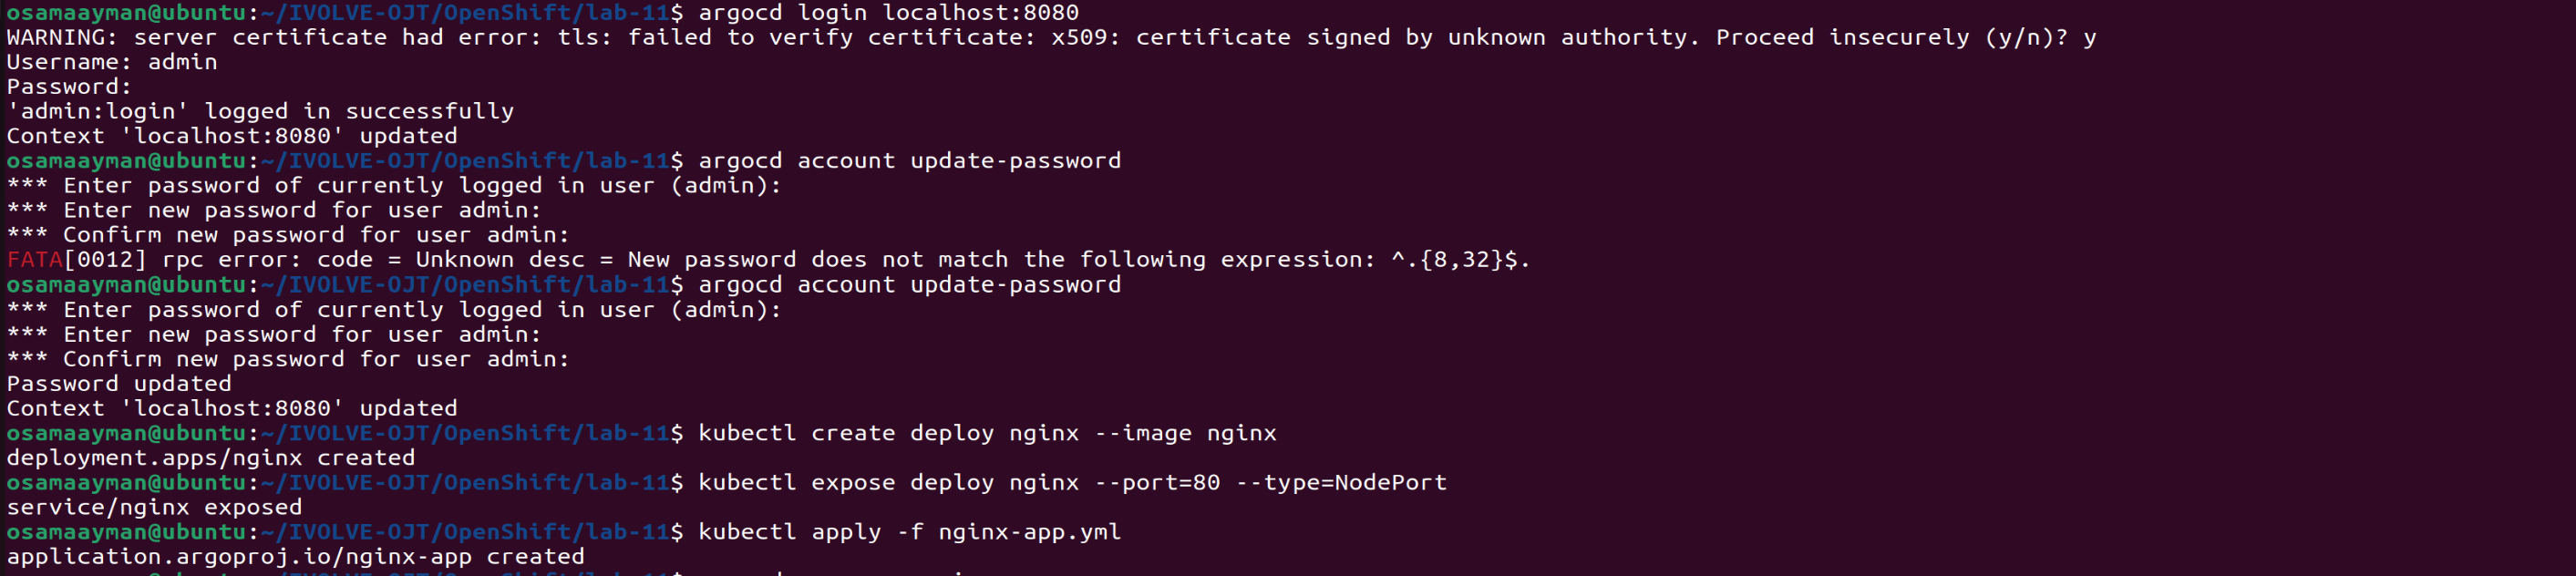 osamaayman@ubuntu:~/IVOLVE-OJT/OpenShift/lab-11$ argocd login localhost:8080
WARNING: server certificate had error: tls: failed to verify certificate: x509: certificate signed by unknown authority. Proceed insecurely (y/n)? y
Username: admin
Password:
'admin:login' logged in successfully
Context 'localhost:8080' updated
osamaayman@ubuntu:~/IVOLVE-OJT/OpenShift/lab-11$ argocd account update-password
*** Enter password of currently logged in user (admin):
*** Enter new password for user admin:
*** Confirm new password for user admin:
FATA[0012] rpc error: code = Unknown desc = New password does not match the following expression: ^.{8,32}$.
osamaayman@ubuntu:~/IVOLVE-OJT/OpenShift/lab-11$ argocd account update-password
*** Enter password of currently logged in user (admin):
*** Enter new password for user admin:
*** Confirm new password for user admin:
Password updated
Context 'localhost:8080' updated
osamaayman@ubuntu:~/IVOLVE-OJT/OpenShift/lab-11$ kubectl create deploy nginx --image nginx
deployment.apps/nginx created
osamaayman@ubuntu:~/IVOLVE-OJT/OpenShift/lab-11$ kubectl expose deploy nginx --port=80 --type=NodePort
service/nginx exposed
osamaayman@ubuntu:~/IVOLVE-OJT/OpenShift/lab-11$ kubectl apply -f nginx-app.yml
application.argoproj.io/nginx-app created